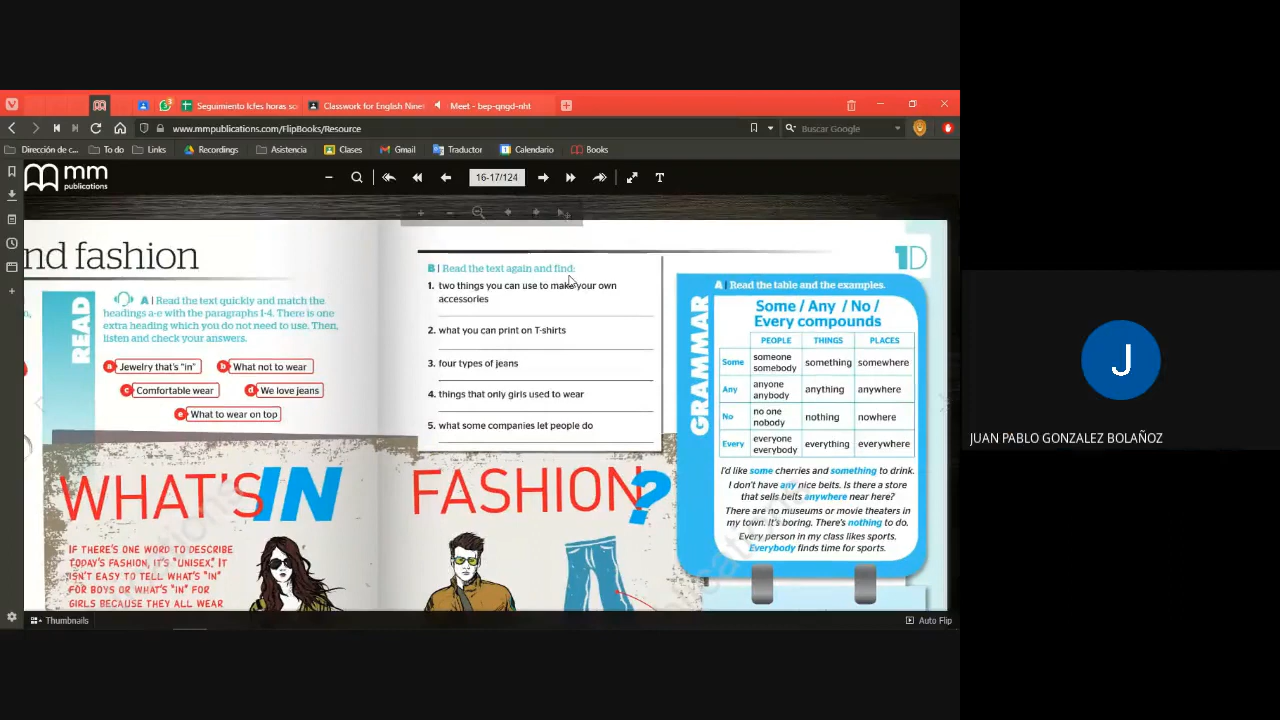 Seguimiento Icfes horas so
Classwork for English Ninet
Meet - bep-qngd-nht
www.mmpublications.com/FlipBooks/Resource
Buscar Google
Dirección de c...
To do
Links
Recordings
Asistencia
Clases
Gmail
Traductor
Calendario
Books
mm
publications
16-17/124
T
nd fashion
READ
A | Read the text quickly and match the
headings a-e with the paragraphs 1-4. There is one
extra heading which you do not need to use. Then,
listen and check your answers.
a Jewelry that's "in"
b What not to wear
c Comfortable wear
d We love jeans
e What to wear on top
B | Read the text again and find:
1. two things you can use to make your own
accessories
2. what you can print on T-shirts
3. four types of jeans
4. things that only girls used to wear
5. what some companies let people do
WHAT'S IN FASHION?
IF THERE'S ONE WORD TO DESCRIBE
TODAY'S FASHION, IT'S "UNISEX." IT
ISN'T EASY TO TELL WHAT'S "IN"
FOR BOYS OR WHAT'S "IN" FOR
GIRLS BECAUSE THEY ALL WEAR
1D
GRAMMAR
A | Read the table and the examples.
Some / Any / No /
Every compounds
PEOPLE THINGS PLACES
Some someone somebody something somewhere
Any anyone anybody anything anywhere
No no one nobody nothing nowhere
Every everyone everybody everything everywhere
I'd like some cherries and something to drink.
I don't have any nice belts. Is there a store
that sells belts anywhere near here?
There are no museums or movie theaters in
my town. It's boring. There's nothing to do.
Every person in my class likes sports.
Everybody finds time for sports.
Thumbnails
Auto Flip
J
JUAN PABLO GONZALEZ BOLAÑOZ